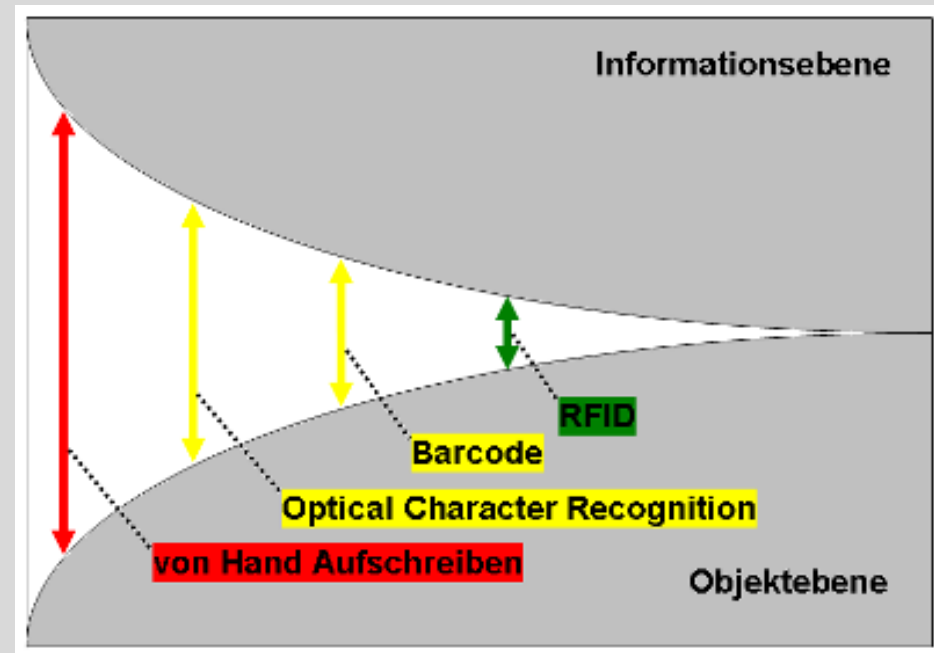 Informationsebene
RFID
Barcode
Optical Character Recognition
von Hand Aufschreiben
Objektebene